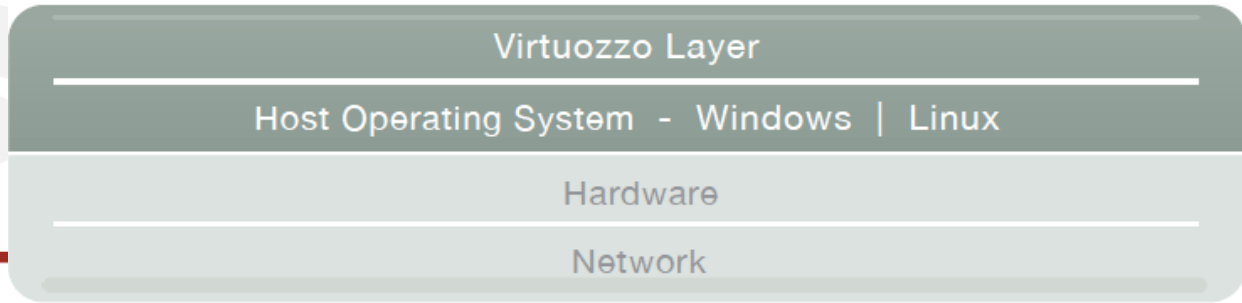 Virtuozzo Layer
Host Operating System - Windows | Linux
Hardware
Network